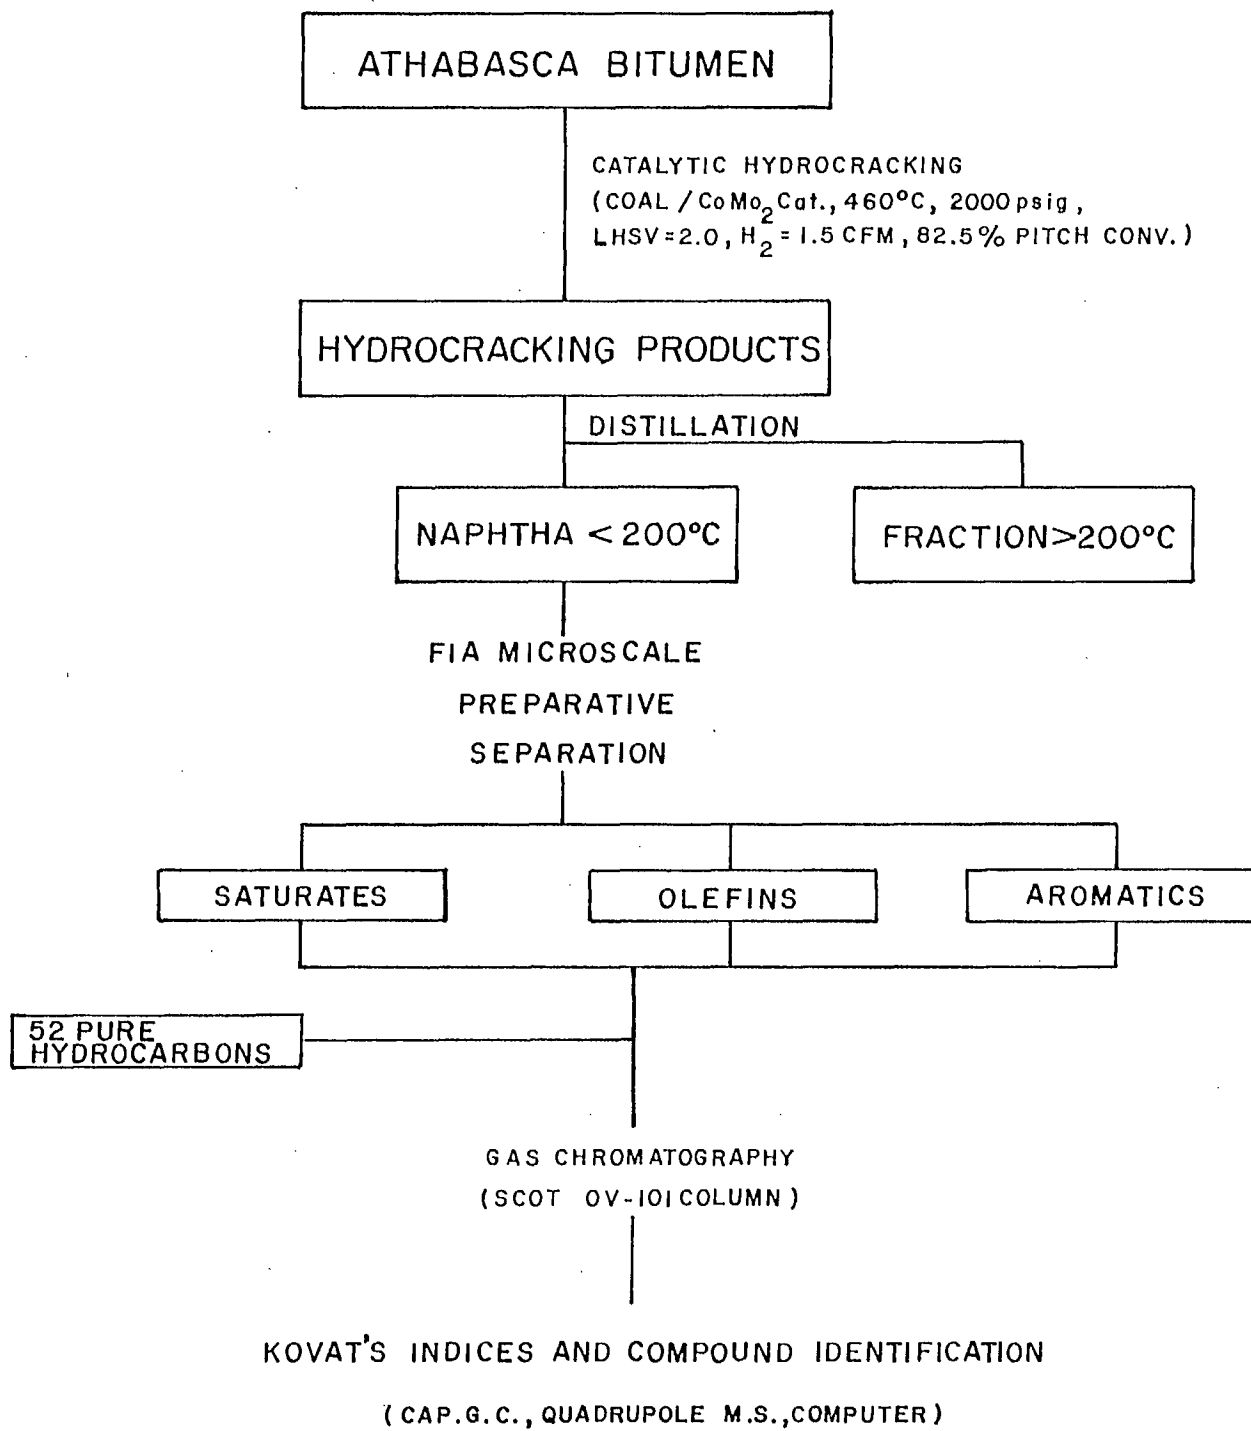 ATHABASCA BITUMEN
CATALYTIC HYDROCRACKING
(COAL/CoMo₂Cat., 460°C, 2000 psig,
LHSV=2.0, H₂=1.5 CFM, 82.5% PITCH CONV.)
HYDROCRACKING PRODUCTS
DISTILLATION
NAPHTHA < 200°C
FRACTION>200°C
FIA MICROSCALE
PREPARATIVE
SEPARATION
SATURATES
OLEFINS
AROMATICS
52 PURE
HYDROCARBONS
GAS CHROMATOGRAPHY
(SCOT OV-101 COLUMN)
KOVAT'S INDICES AND COMPOUND IDENTIFICATION
(CAP.G.C., QUADRUPOLE M.S., COMPUTER)